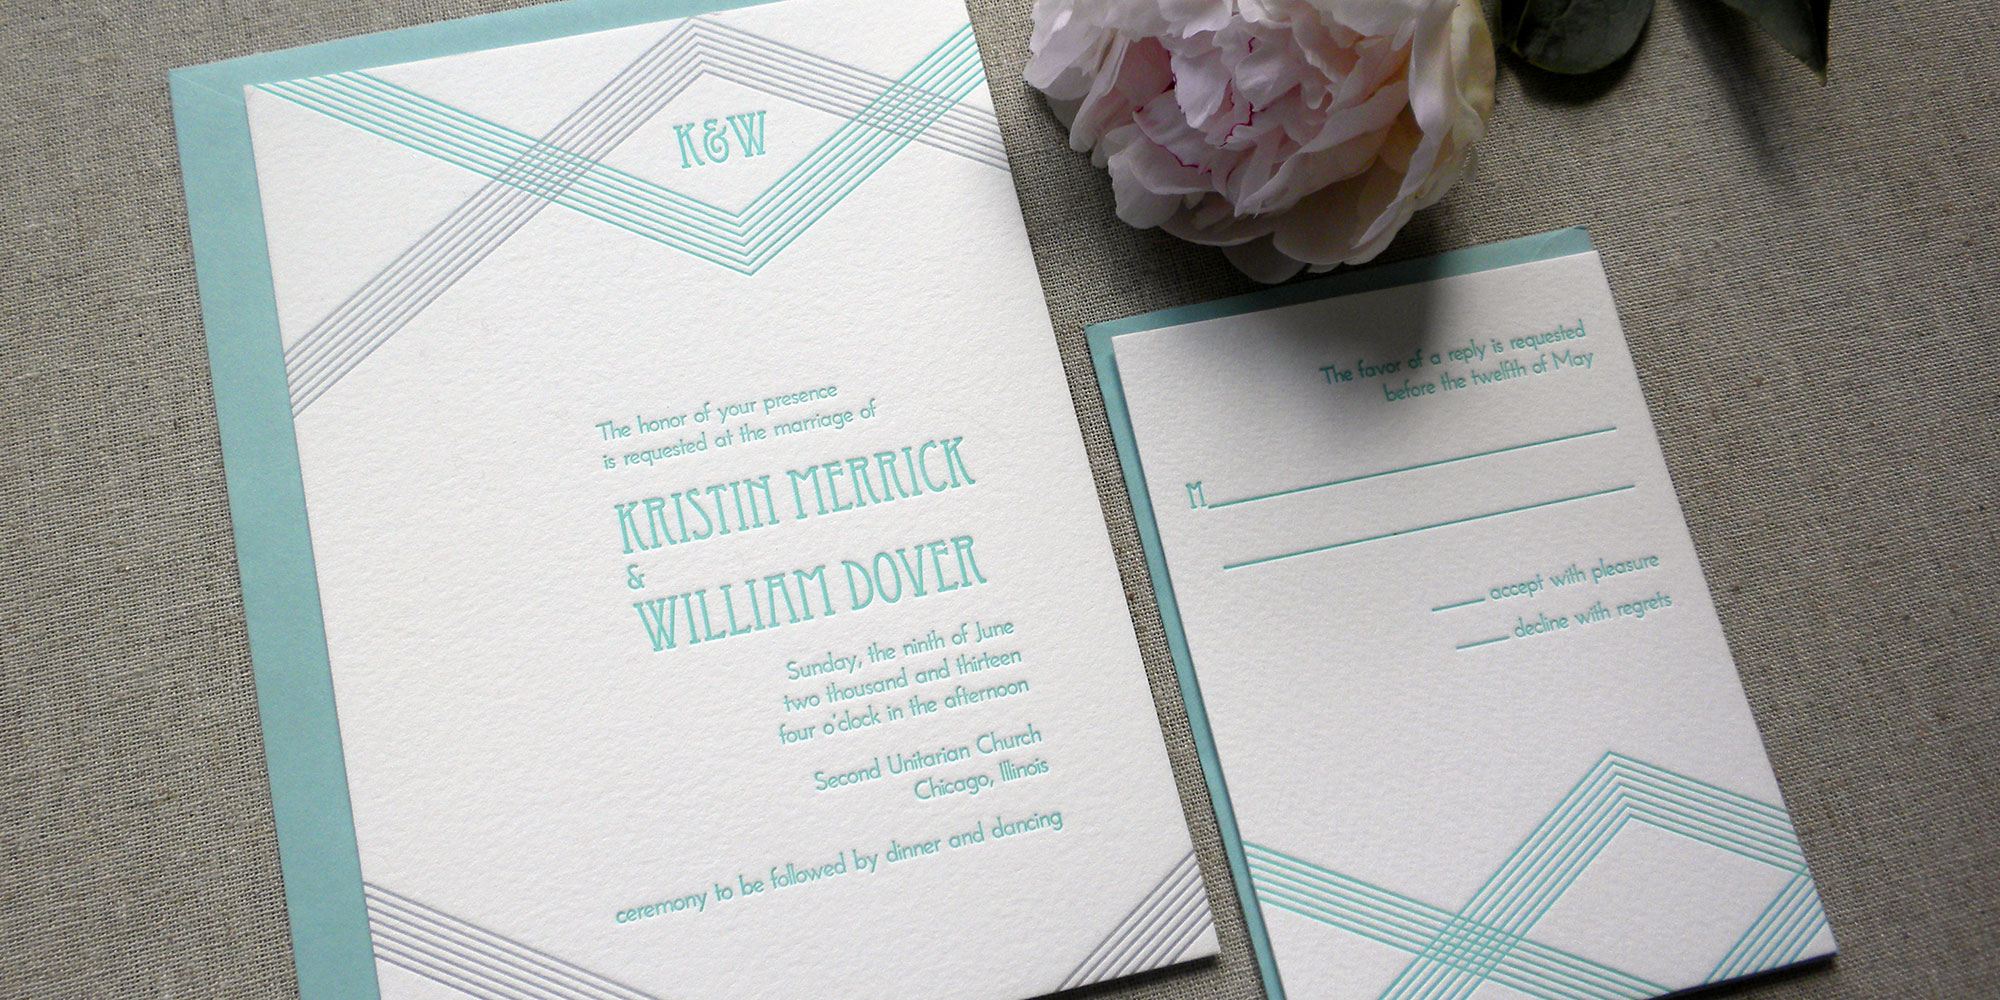 K&W
The honor of your presence
is requested at the marriage of
KRISTIN MERRICK
&
WILLIAM DOVER
Sunday, the ninth of June
two thousand and thirteen
four o'clock in the afternoon
Second Unitarian Church
Chicago, Illinois
ceremony to be followed by dinner and dancing
The favor of a reply is requested
before the twelfth of May
M
accept with pleasure
decline with regrets